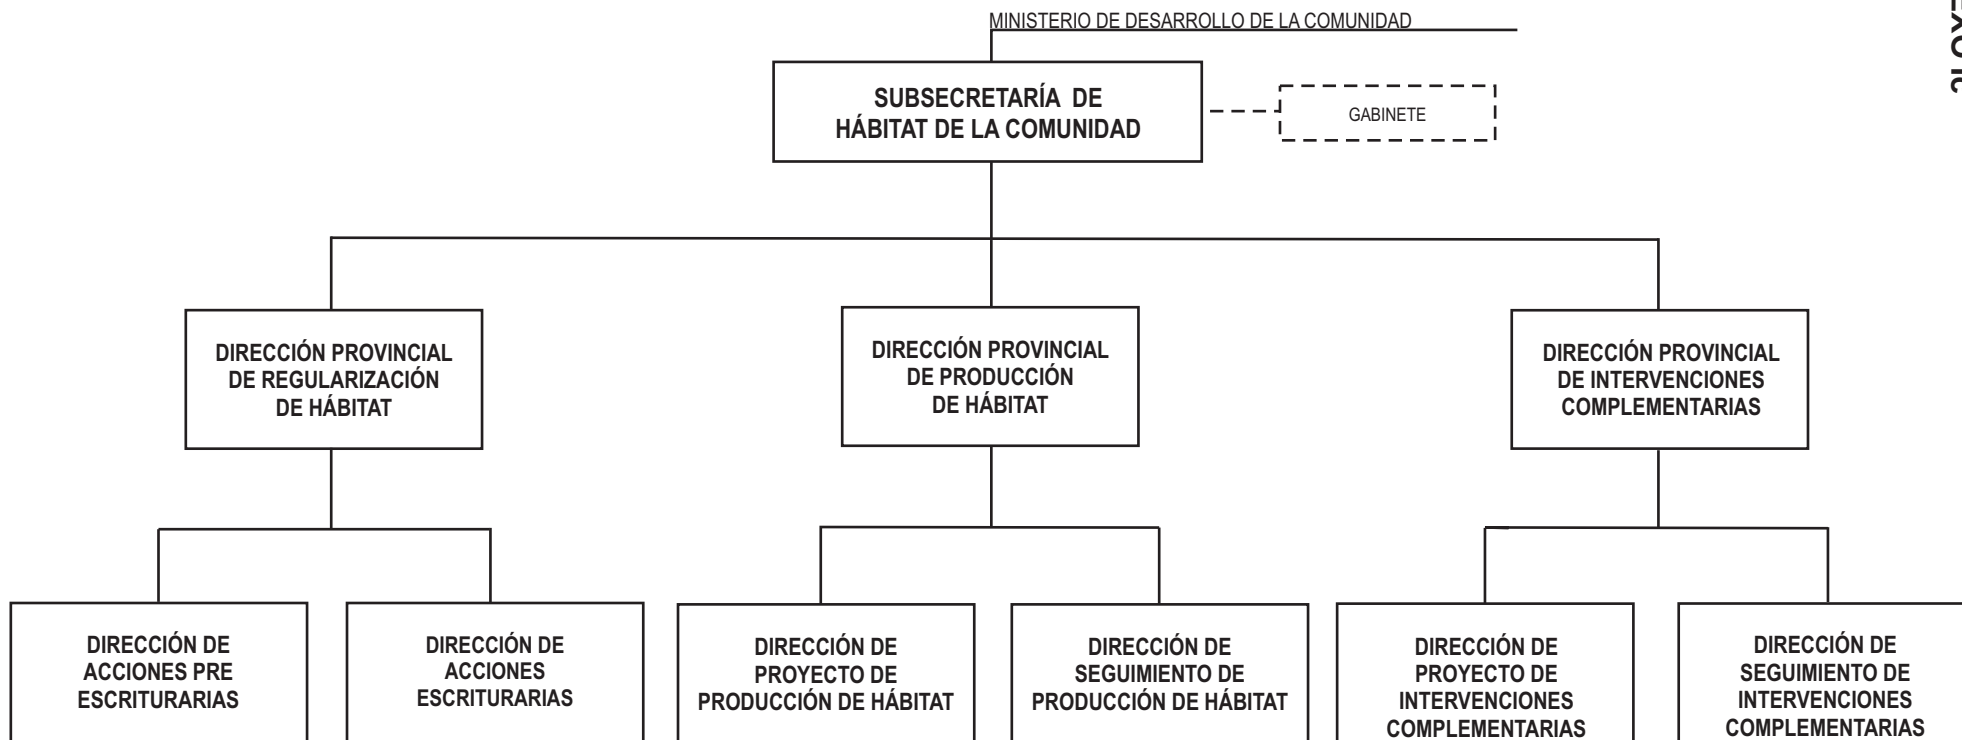 MINISTERIO DE DESARROLLO DE LA COMUNIDAD
SUBSECRETARÍA DE
HÁBITAT DE LA COMUNIDAD
GABINETE
DIRECCIÓN PROVINCIAL
DE REGULARIZACIÓN
DE HÁBITAT
DIRECCIÓN PROVINCIAL
DE PRODUCCIÓN
DE HÁBITAT
DIRECCIÓN PROVINCIAL
DE INTERVENCIONES
COMPLEMENTARIAS
DIRECCIÓN DE
ACCIONES PRE
ESCRITURARIAS
DIRECCIÓN DE
ACCIONES
ESCRITURARIAS
DIRECCIÓN DE
PROYECTO DE
PRODUCCIÓN DE HÁBITAT
DIRECCIÓN DE
SEGUIMIENTO DE
PRODUCCIÓN DE HÁBITAT
DIRECCIÓN DE
PROYECTO DE
INTERVENCIONES
COMPLEMENTARIAS
DIRECCIÓN DE
SEGUIMIENTO DE
INTERVENCIONES
COMPLEMENTARIAS